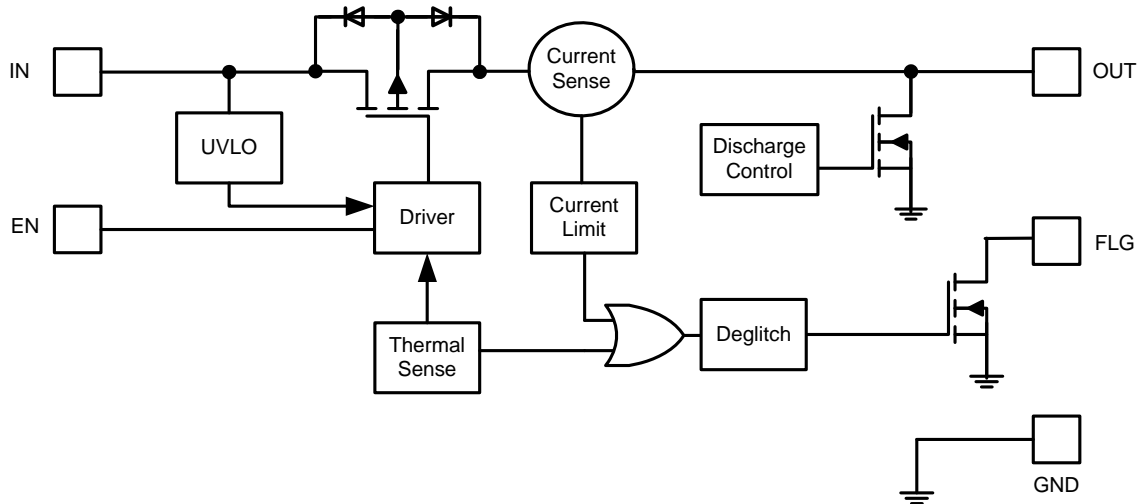 IN
Current
Sense
OUT
UVLO
Discharge
Control
EN
Driver
Current
Limit
FLG
Thermal
Sense
Deglitch
GND